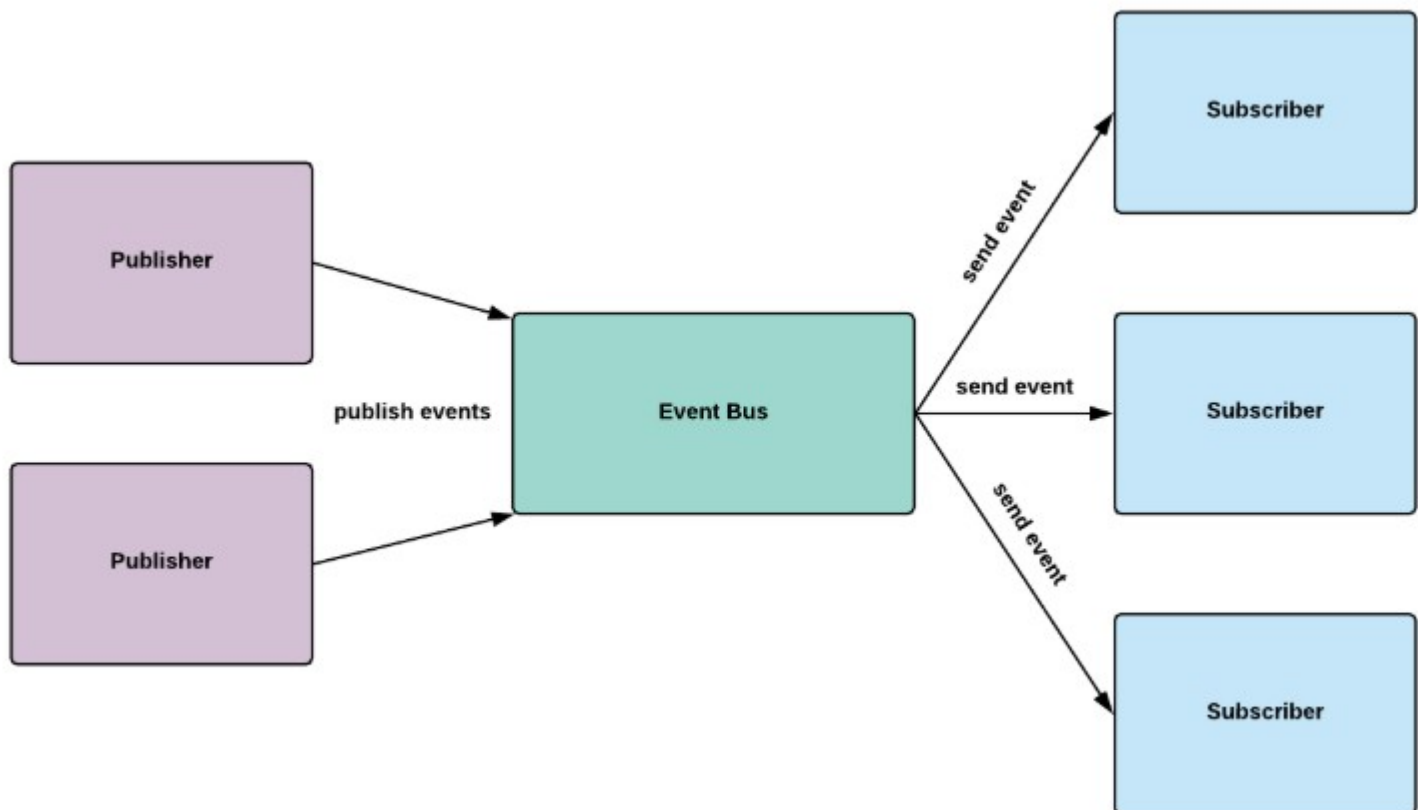 Subscriber
send event
Publisher
send event
publish events
Event Bus
Subscriber
send event
Publisher
Subscriber